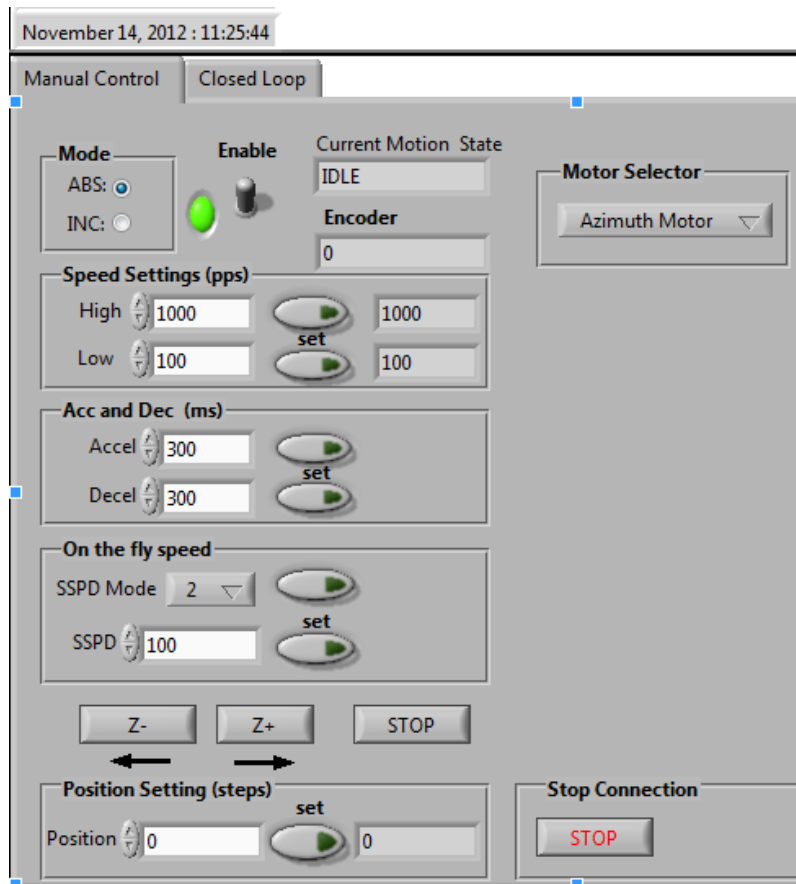 November 14, 2012 : 11:25:44
Manual Control Closed Loop
Mode
ABS:
INC:
Enable
Current Motion State
IDLE
Encoder
0
Motor Selector
Azimuth Motor
Speed Settings (pps)
High 1000 1000
set
Low 100 100
Acc and Dec (ms)
Accel 300
set
Decel 300
On the fly speed
SSPD Mode 2
set
SSPD 100
Z- Z+ STOP
Position Setting (steps)
set
Position 0 0
Stop Connection
STOP